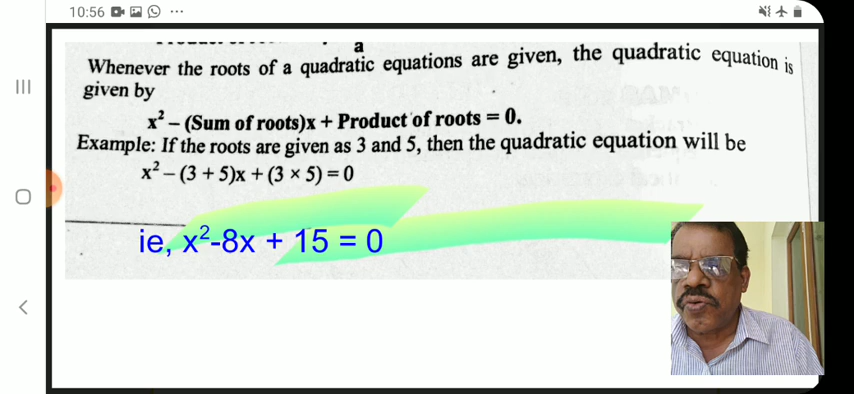 10:56
a
Whenever the roots of a quadratic equations are given, the quadratic equation is
given by
x² – (Sum of roots)x + Product of roots = 0.
Example: If the roots are given as 3 and 5, then the quadratic equation will be
x² – (3 + 5)x + (3 × 5) = 0
ie, x²-8x + 15 = 0